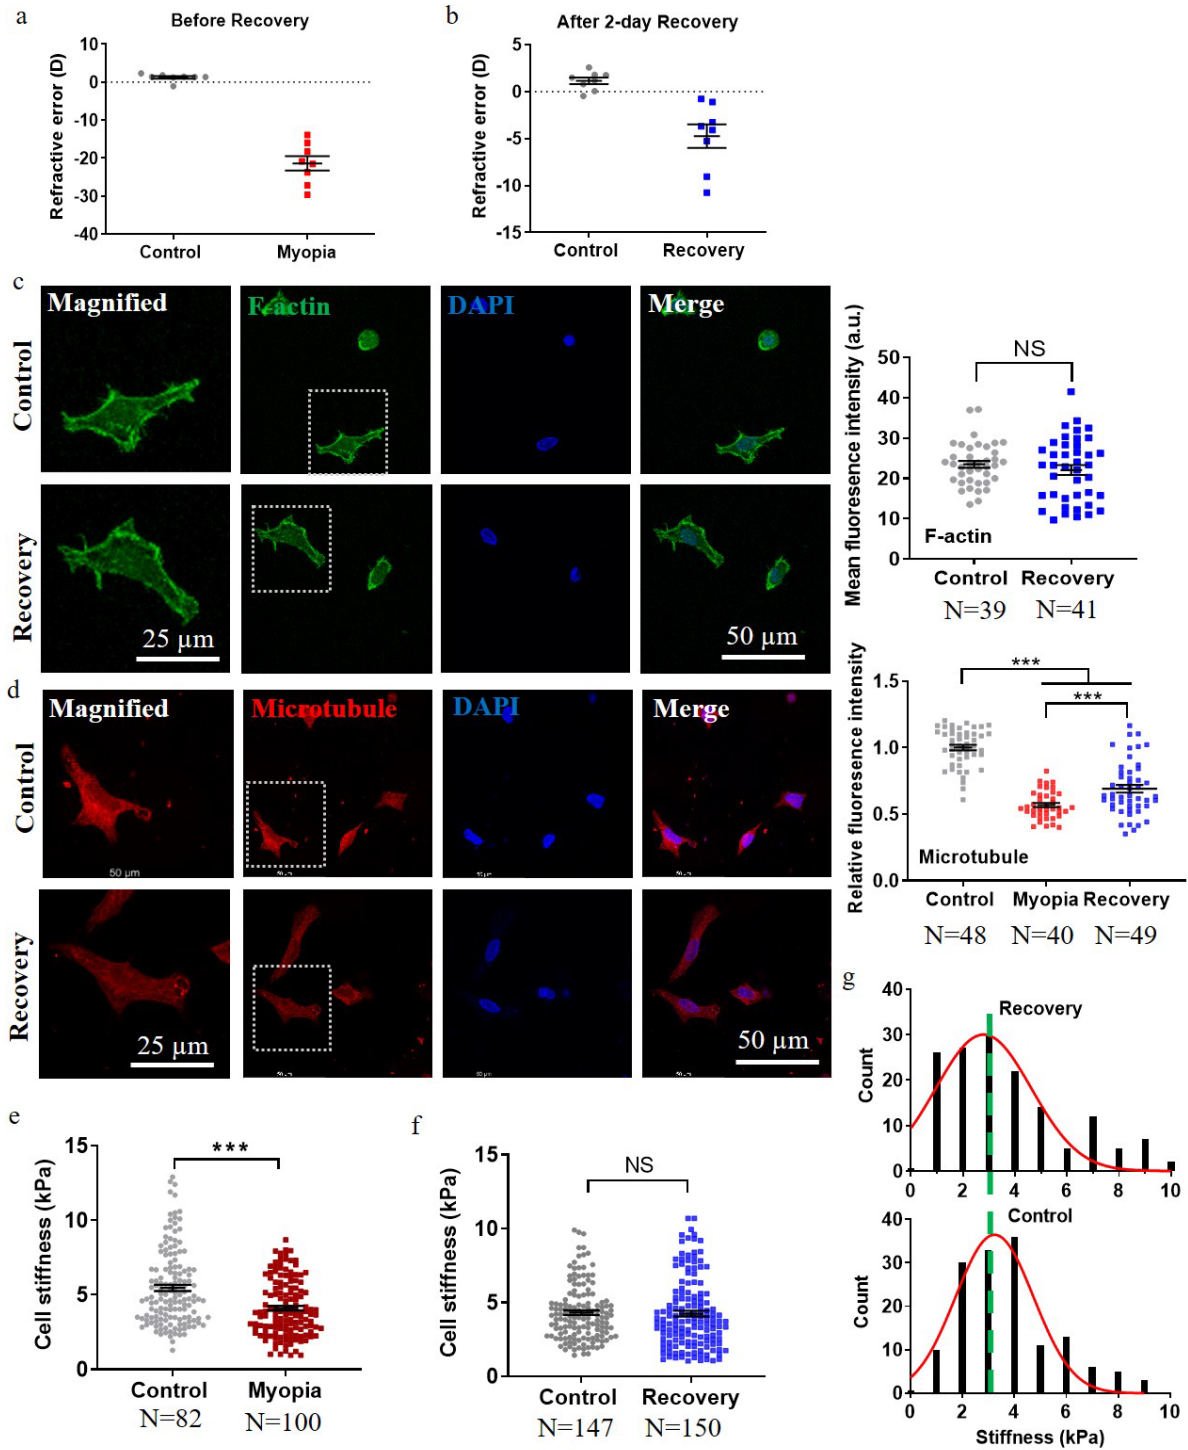 a
Before Recovery
Refractive error (D)
10
0
-10
-20
-30
-40
Control Myopia
b
After 2-day Recovery
Refractive error (D)
5
0
-5
-10
-15
Control Recovery
c
Control
Magnified F-actin DAPI Merge
Recovery
25 µm
50 µm
Mean fluoresence intensity (a.u.)
50
40
30
20
10
0
NS
F-actin
Control Recovery
N=39 N=41
d
Control
Magnified Microtubule DAPI Merge
50 µm
Recovery
25 µm
50 µm
Relative fluoresence intensity
1.5
1.0
0.5
0.0
***
***
Microtubule
Control Myopia Recovery
N=48 N=40 N=49
e
Cell stiffness (kPa)
15
10
5
0
***
Control Myopia
N=82 N=100
f
Cell stiffness (kPa)
15
10
5
0
NS
Control Recovery
N=147 N=150
g
Count
40
30
20
10
0
Recovery
0 2 4 6 8 10
Count
40
30
20
10
0
Control
0 2 4 6 8 10
Stiffness (kPa)